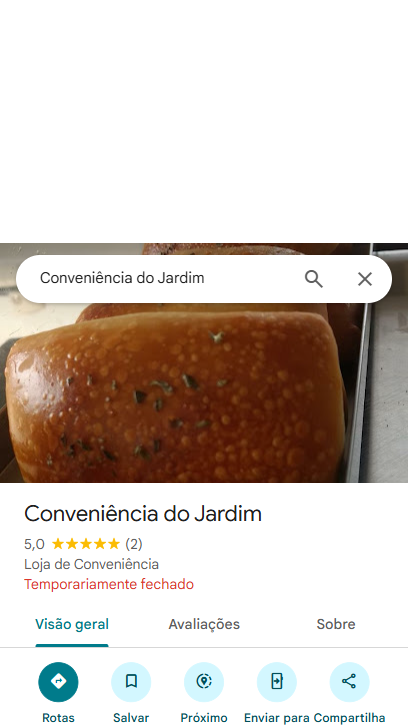 Conveniência do Jardim
Conveniência do Jardim
5,0 ★★★★★ (2)
Loja de Conveniência
Temporariamente fechado
Visão geral Avaliações Sobre
Rotas Salvar Próximo Enviar para Compartilha